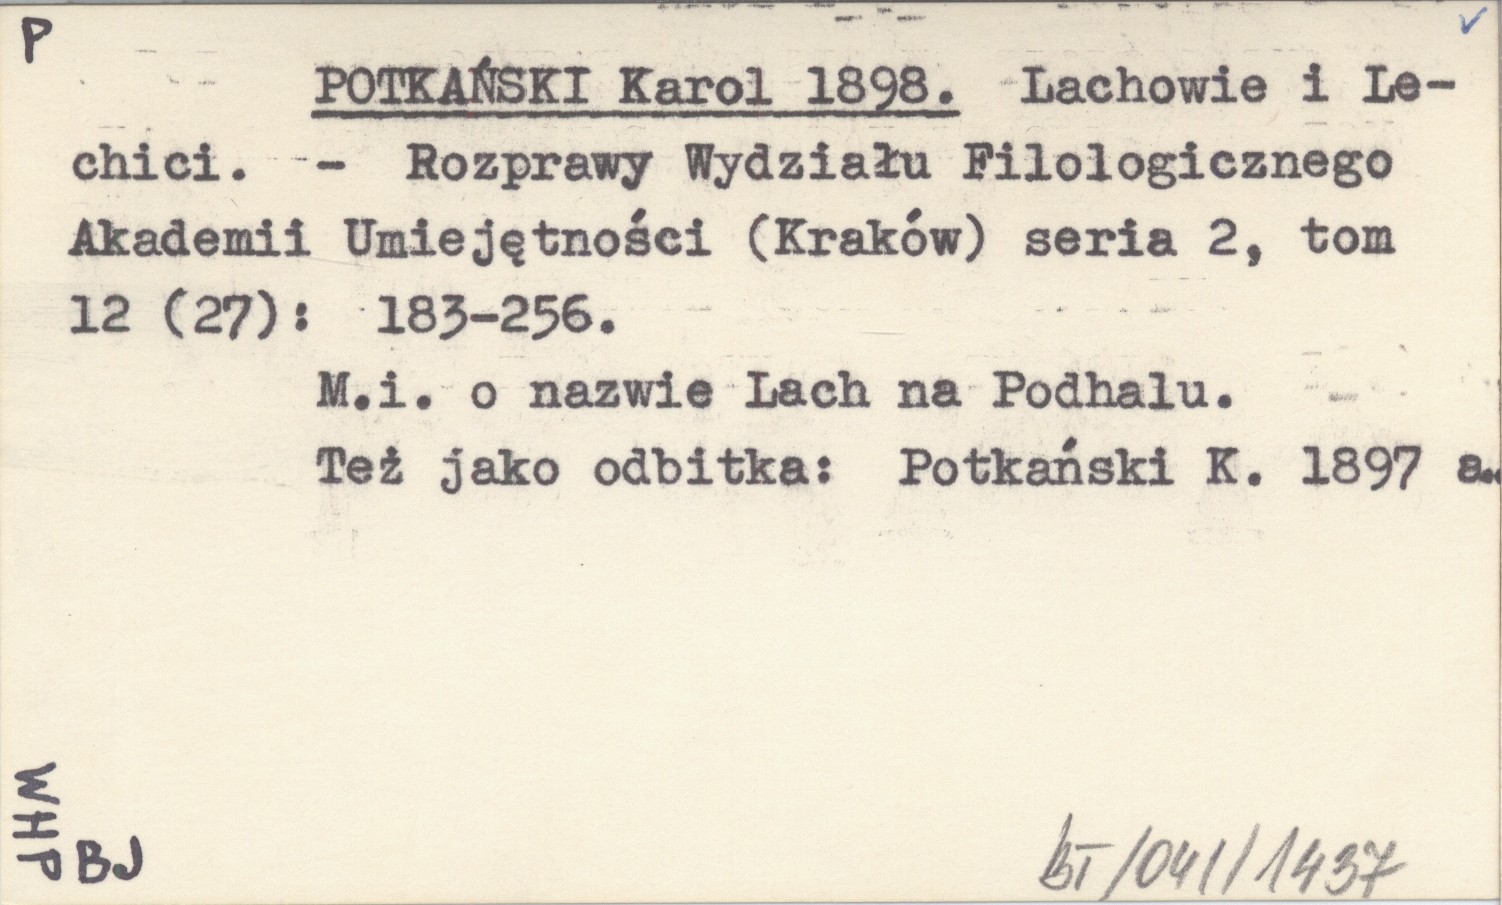 P
POTKAŃSKI Karol 1898. Lachowie i Le-
chici. - Rozprawy Wydziału Filologicznego
Akademii Umiejętności (Kraków) seria 2, tom
12 (27): 183-256.
M.i. o nazwie Lach na Podhalu.
Też jako odbitka: Potkański K. 1897 a.
WHP
BJ
/041/1437